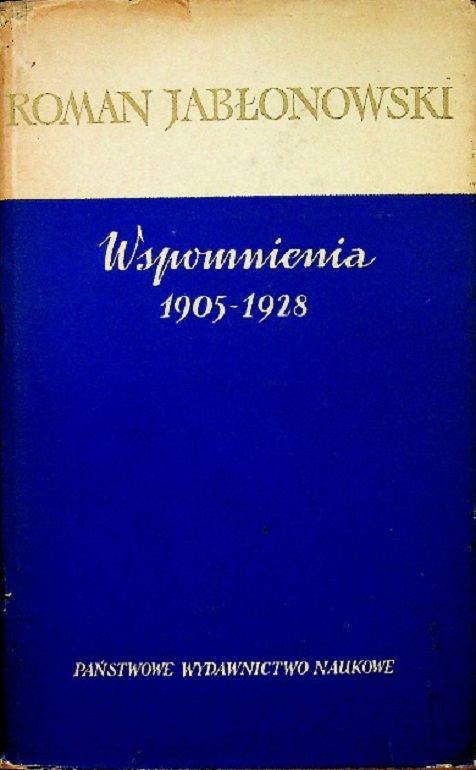 ROMAN JABŁONOWSKI
Wspomnienia
1905-1928
PAŃSTWOWE WYDAWNICTWO NAUKOWE